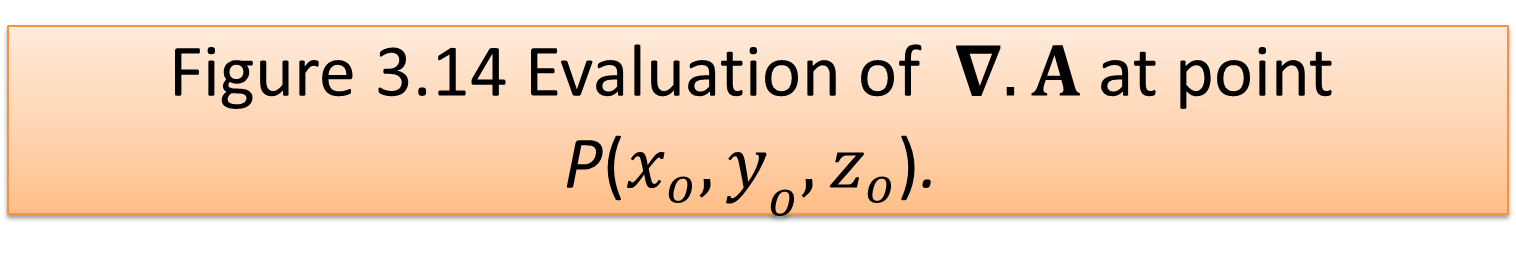 Figure 3.14 Evaluation of 𝛁. 𝐀 at point
P(xₒ, yₒ, zₒ).